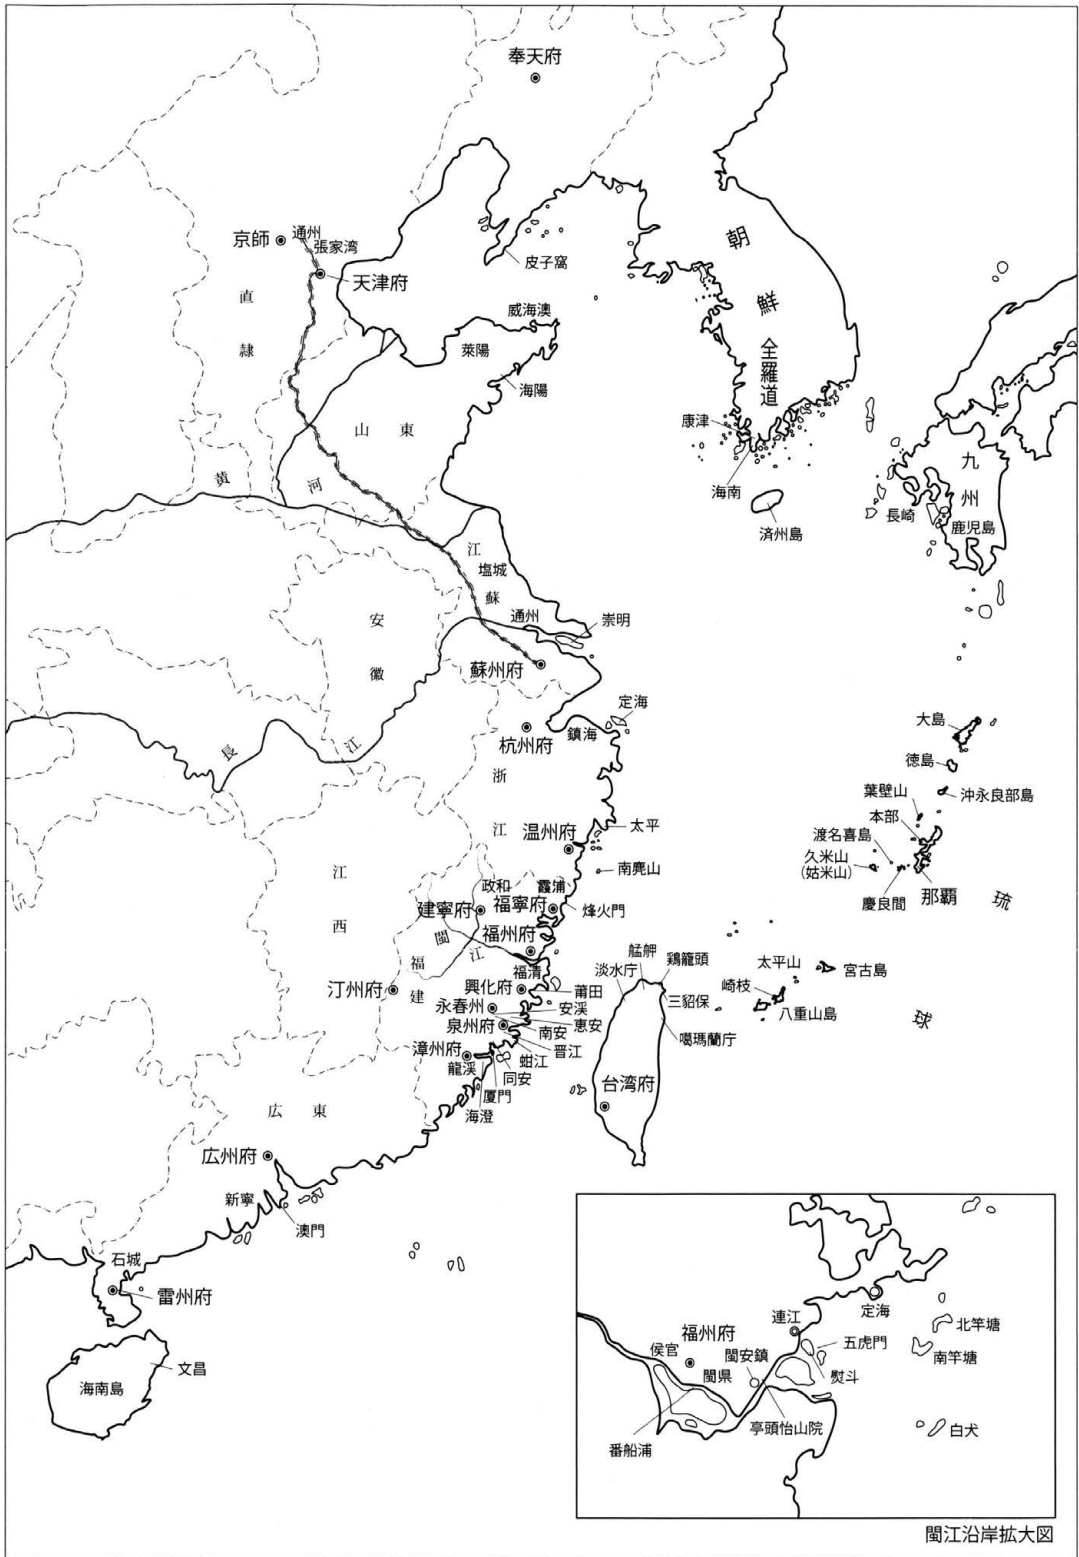 奉天府
京師
通州
張家湾
天津府
皮子窩
朝鮮
直隷
威海澳
萊陽
海陽
全羅道
山東
康津
海南
済州島
九州
長崎
鹿児島
黄河
江蘇
塩城
安徽
通州
崇明
蘇州府
定海
鎮海
杭州府
長江
浙江
大島
徳島
沖永良部島
葉壁山
本部
渡名喜島
久米山
(姑米山)
慶良間
那覇
琉球
温州府
太平
南麂山
江西
政和
霞浦
建寧府
福寧府
烽火門
閩江
福州府
福建
福清
汀州府
興化府
莆田
永春州
安渓
恵安
泉州府
南安
晋江
漳州府
蚶江
龍渓
同安
厦門
海澄
艋舺
淡水庁
鶏籠頭
三貂保
噶瑪蘭庁
台湾府
太平山
宮古島
崎枝
八重山島
広東
広州府
新寧
澳門
石城
雷州府
文昌
海南島
連江
定海
福州府
侯官
閩県
閩安鎮
五虎門
熨斗
北竿塘
南竿塘
亭頭怡山院
番船浦
白犬
閩江沿岸拡大図